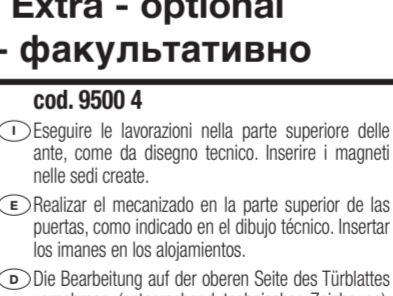 Extra - optional
- факультативно
cod. 9500 4
I Eseguire le lavorazioni nella parte superiore delle
ante, come da disegno tecnico. Inserire i magneti
nelle sedi create.
E Realizar el mecanizado en la parte superior de las
puertas, como indicado en el dibujo técnico. Insertar
los imanes en los alojamientos.
D Die Bearbeitung auf der oberen Seite des Türblattes